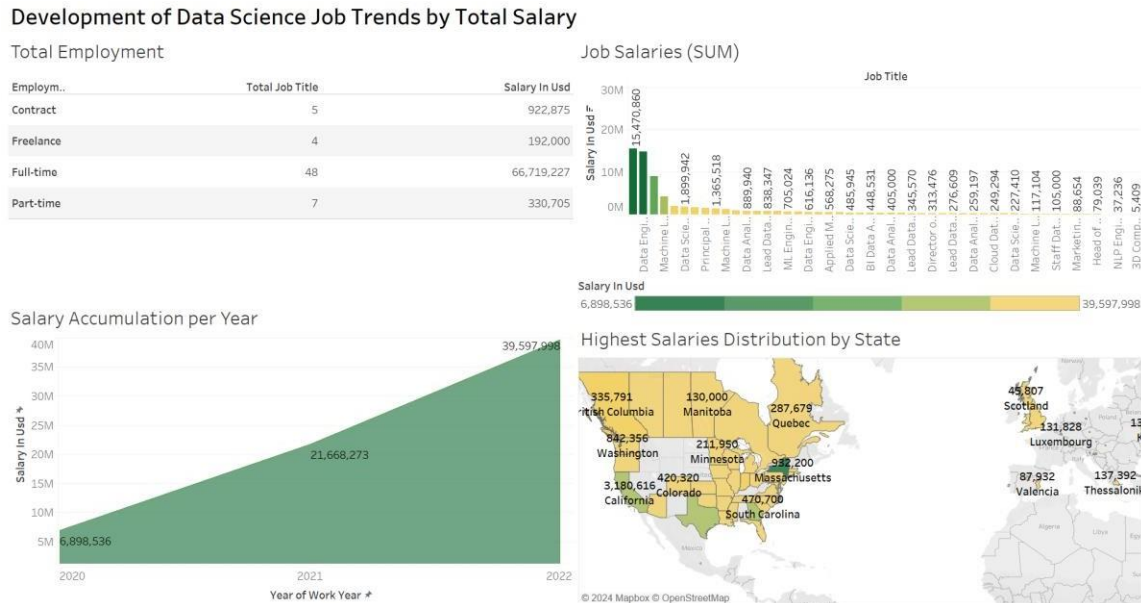 Development of Data Science Job Trends by Total Salary
Total Employment
Employm.. Total Job Title Salary In Usd
Contract 5 922,875
Freelance 4 192,000
Full-time 48 66,719,227
Part-time 7 330,705
Job Salaries (SUM)
Job Title
Salary In Usd
30M
20M
10M
0M
15,470,860
1,899,942
1,365,518
889,940
838,347
705,024
616,136
568,275
485,945
448,531
405,000
345,570
313,476
276,609
259,197
249,294
227,410
117,104
105,000
88,654
79,039
37,236
5,409
Data Engi..
Machine L..
Data Scie..
Principal ..
Machine L..
Data Anal..
Lead Data..
ML Engin..
Data Engi..
Applied M..
Data Scie..
BI Data A..
Data Anal..
Lead Data..
Director o..
Lead Data..
Data Anal..
Cloud Dat..
Data Scie..
Machine L..
Staff Dat..
Marketin..
Head of ..
NLP Engi..
3D Comp..
Salary In Usd
6,898,536 39,597,998
Salary Accumulation per Year
Salary In Usd
40M
35M
30M
25M
20M
15M
10M
5M
39,597,998
21,668,273
6,898,536
2020 2021 2022
Year of Work Year
Highest Salaries Distribution by State
335,791
ritish Columbia
130,000
Manitoba
287,679
Quebec
842,356
Washington
211,950
Minnesota
932,200
Massachusetts
3,180,616
California
420,320
Colorado
470,700
South Carolina
45,807
Scotland
131,828
Luxembourg
13
K
87,932
Valencia
137,392
Thessalonik
Mexico
Algeria
Libya
© 2024 Mapbox © OpenStreetMap